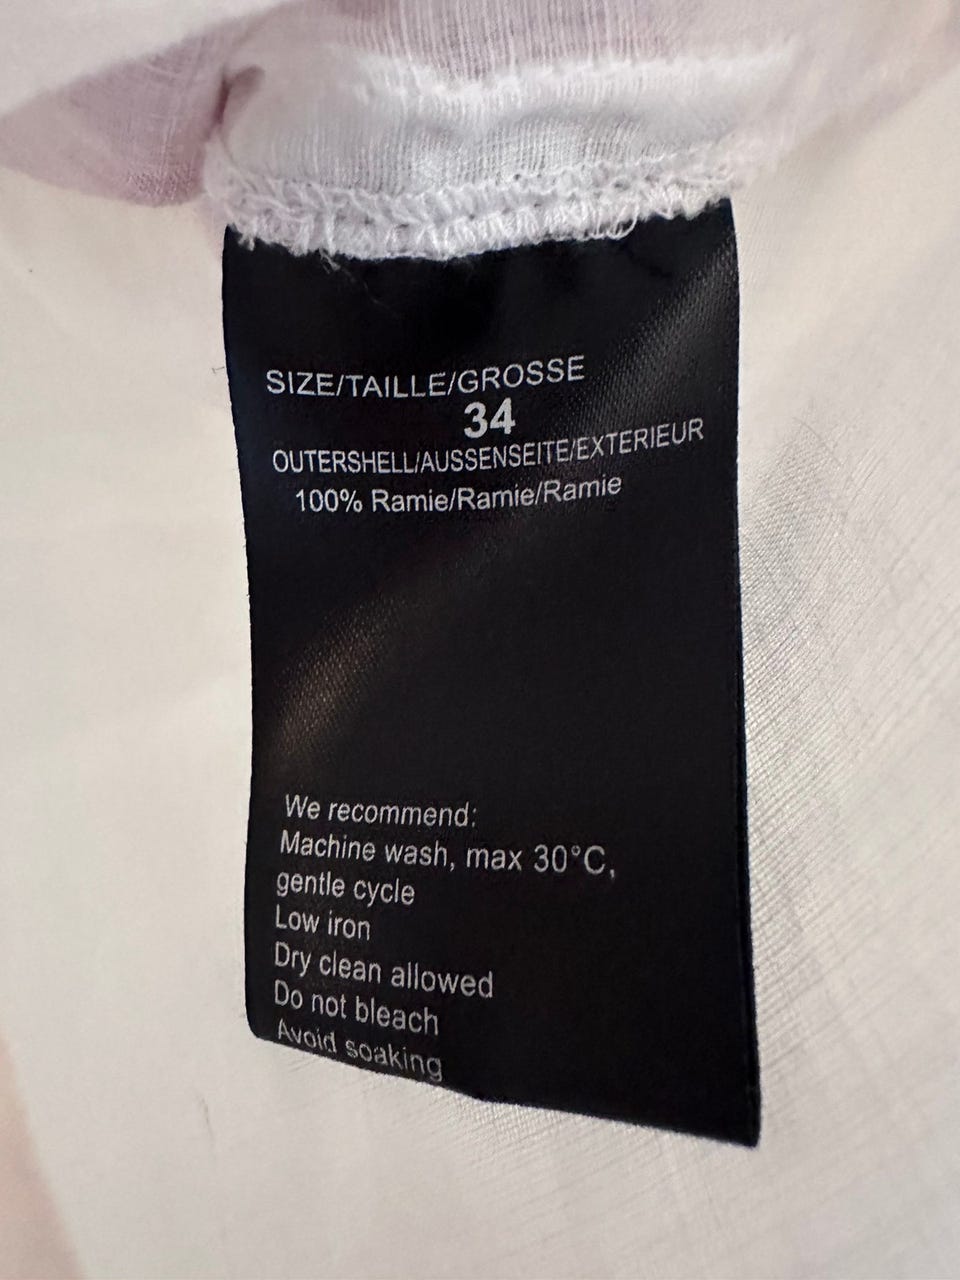 SIZE/TAILLE/GROSSE
34
OUTERSHELL/AUSSENSEITE/EXTERIEUR
100% Ramie/Ramie/Ramie
We recommend:
Machine wash, max 30°C,
gentle cycle
Low iron
Dry clean allowed
Do not bleach
Avoid soaking